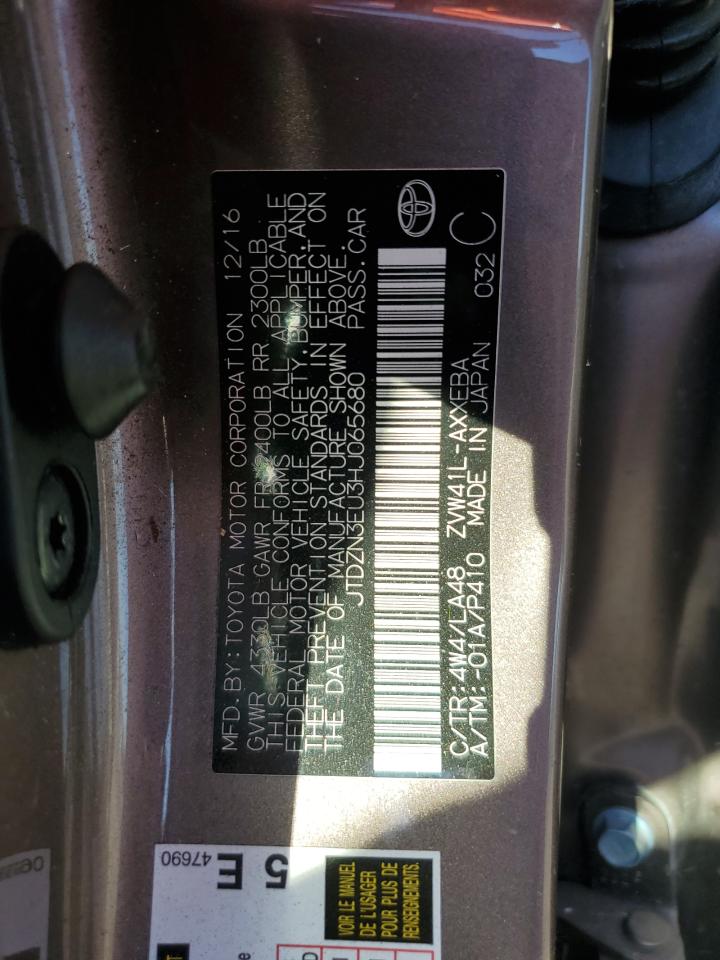 MFD. BY: TOYOTA MOTOR CORPORATION 12/16
GVWR 4330LB GAWR FR 2400LB RR 2300LB
THIS VEHICLE CONFORMS TO ALL APPLICABLE
FEDERAL MOTOR VEHICLE SAFETY, BUMPER, AND
THEFT PREVENTION STANDARDS IN EFFECT ON
THE DATE OF MANUFACTURE SHOWN ABOVE.
JTDZN3EU3HJ065680 PASS.CAR
C/TR:4W4/LA48 ZVW41L-AXXEBA 032
A/TM:-01A/P410 MADE IN JAPAN C
47690
5E
VOIR LE MANUEL
DE L'USAGER
POUR PLUS DE
RENSEIGNEMENTS.